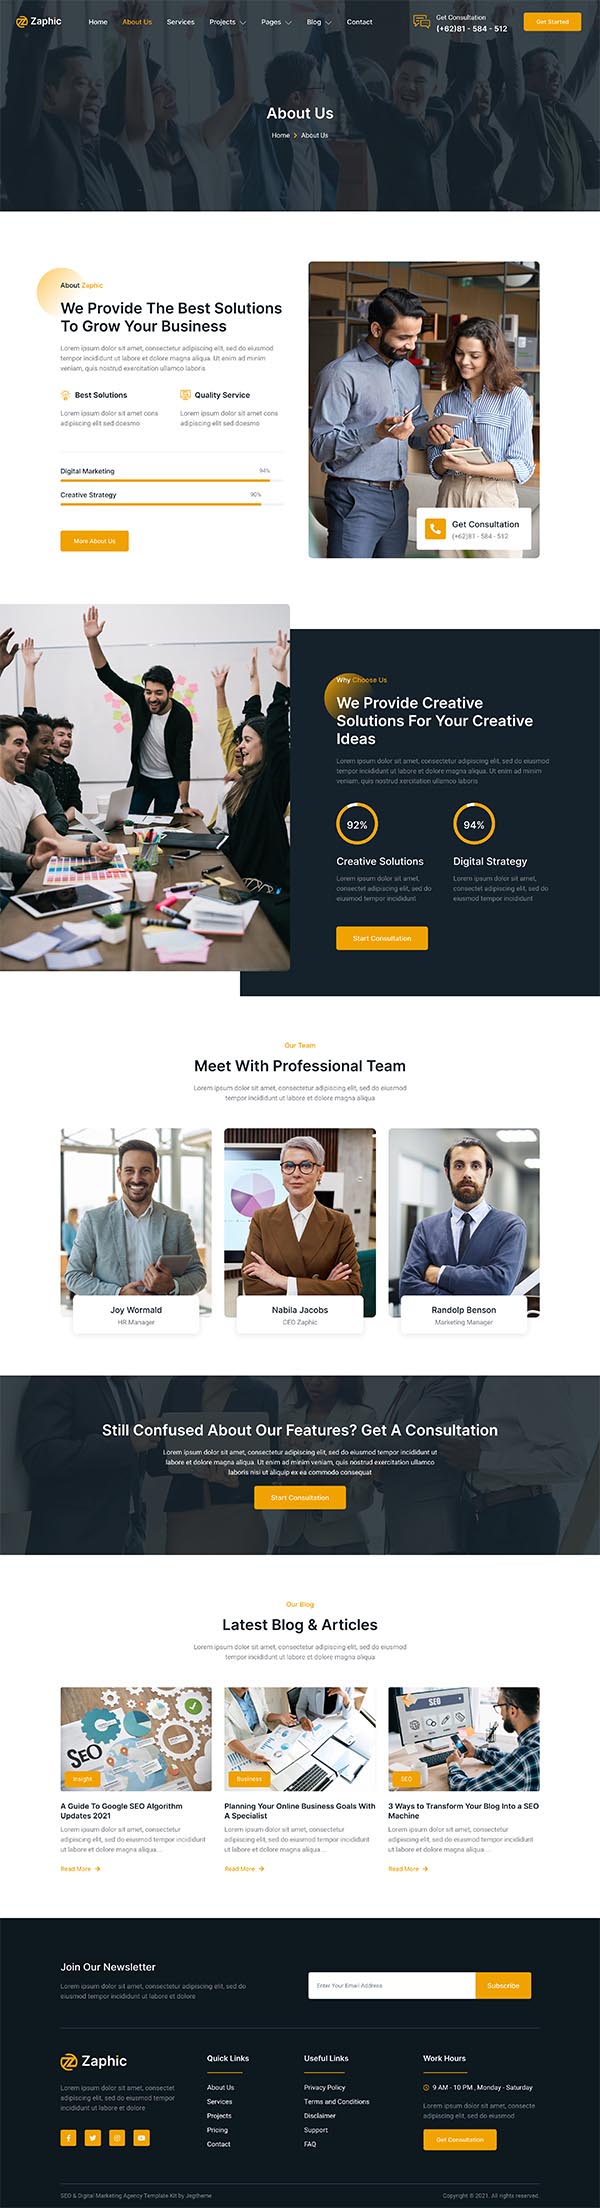 Zaphic
Home
About Us
Services
Projects
Pages
Blog
Contact
Get Consultation
(+62)81 - 584 - 512
Get Started
About Us
Home > About Us
About Zaphic
We Provide The Best Solutions
To Grow Your Business
Lorem ipsum dolor sit amet, consectetur adipiscing elit, sed do eiusmod
tempor incididunt ut labore et dolore magna aliqua. Ut enim ad minim
veniam, quis nostrud exercitation ullamco laboris
Best Solutions
Lorem ipsum dolor sit amet cons
adipiscing elit sed doesmo
Quality Service
Lorem ipsum dolor sit amet cons
adipiscing elit sed doesmo
Digital Marketing 94%
Creative Strategy 90%
More About Us
Get Consultation
(+62)81 - 584 - 512
Why Choose Us
We Provide Creative
Solutions For Your Creative
Ideas
Lorem ipsum dolor sit amet, consectetur adipiscing elit, sed do eiusmod
tempor incididunt ut labore et dolore magna aliqua. Ut enim ad minim
veniam, quis nostrud exercitation ullamco laboris
92%
Creative Solutions
Lorem ipsum dolor sit amet,
consectet adipiscing elit, sed do
eiusmod tempor incididunt
94%
Digital Strategy
Lorem ipsum dolor sit amet,
consectet adipiscing elit, sed do
eiusmod tempor incididunt
Start Consultation
Our Team
Meet With Professional Team
Lorem ipsum dolor sit amet, consectetur adipiscing elit, sed do eiusmod
tempor incididunt ut labore et dolore magna aliqua
Joy Wormald
HR Manager
Nabila Jacobs
CEO Zaphic
Randolp Benson
Marketing Manager
Still Confused About Our Features? Get A Consultation
Lorem ipsum dolor sit amet, consectetur adipiscing elit, sed do eiusmod tempor incididunt ut
labore et dolore magna aliqua. Ut enim ad minim veniam, quis nostrud exercitation ullamco
laboris nisi ut aliquip ex ea commodo consequat
Start Consultation
Our Blog
Latest Blog & Articles
Lorem ipsum dolor sit amet, consectetur adipiscing elit, sed do eiusmod
tempor incididunt ut labore et dolore magna aliqua
SEO
Insight
A Guide To Google SEO Algorithm
Updates 2021
Lorem ipsum dolor sit amet, consectetur
adipiscing elit, sed do eiusmod tempor incididunt
ut labore et dolore magna aliqua ...
Read More
Business
Planning Your Online Business Goals With
A Specialist
Lorem ipsum dolor sit amet, consectetur
adipiscing elit, sed do eiusmod tempor incididunt
ut labore et dolore magna aliqua ...
Read More
SEO
SEO
3 Ways to Transform Your Blog Into a SEO
Machine
Lorem ipsum dolor sit amet, consectetur
adipiscing elit, sed do eiusmod tempor incididunt
ut labore et dolore magna aliqua ...
Read More
Join Our Newsletter
Lorem ipsum dolor sit amet, consectetur adipiscing elit, sed do eiusmod tempor
incididunt ut labore et dolore
Enter Your Email Address
Subscribe
Zaphic
Lorem ipsum dolor sit amet, consectet
adipiscing elit, sed do eiusmod tempor
incididunt ut labore et dolore
Quick Links
About Us
Services
Projects
Pricing
Contact
Useful Links
Privacy Policy
Terms and Conditions
Disclaimer
Support
FAQ
Work Hours
9 AM - 10 PM , Monday - Saturday
Lorem ipsum dolor sit amet, consecte
adipiscing elit, sed do eiusmod
Get Consultation
SEO & Digital Marketing Agency Template Kit by Jegtheme
Copyright © 2021. All rights reserved.